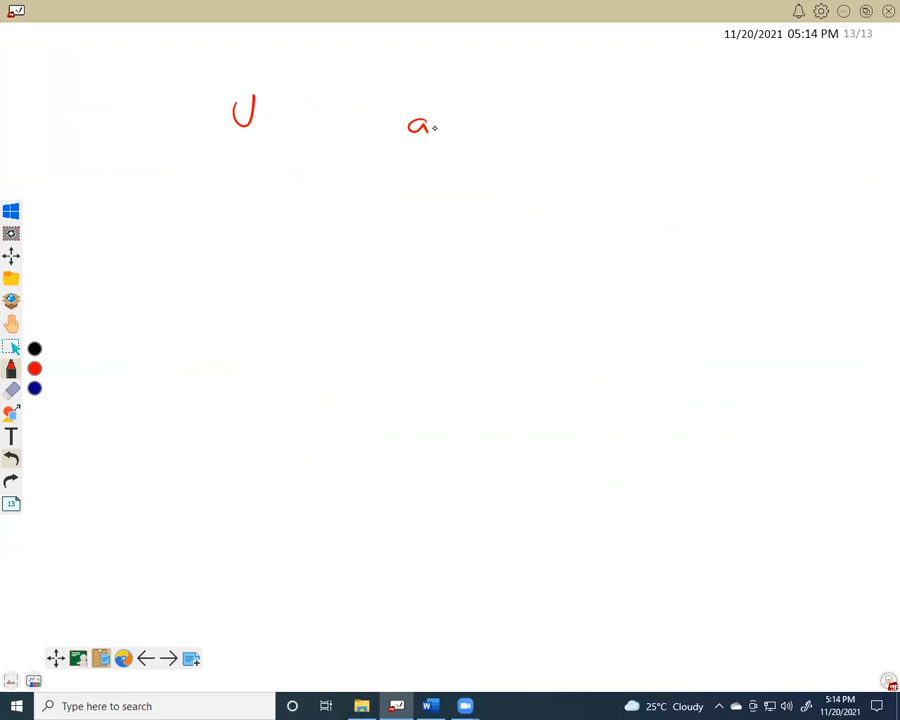 11/20/2021 05:14 PM 13/13
U
a
T
13
Type here to search
25°C Cloudy
5:14 PM
11/20/2021